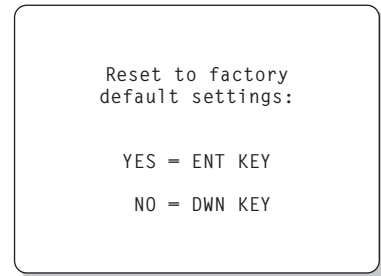 Reset to factory
default settings:
YES = ENT KEY
NO = DWN KEY